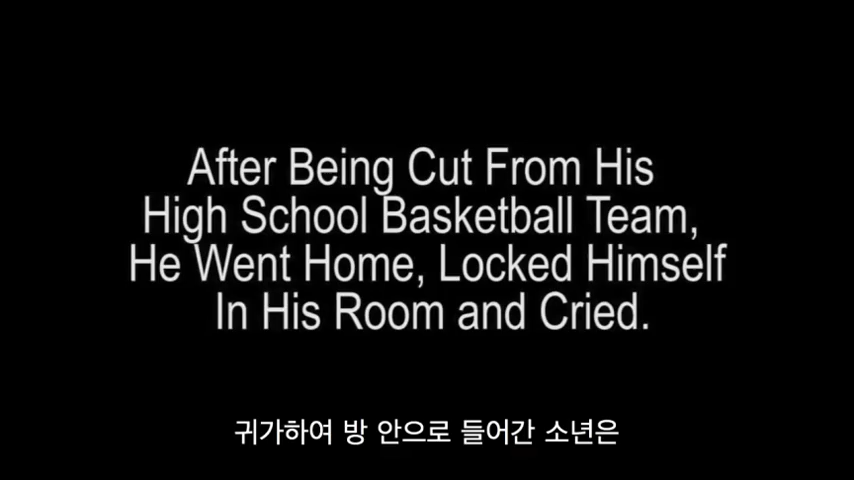 After Being Cut From His
High School Basketball Team,
He Went Home, Locked Himself
In His Room and Cried.
귀가하여 방 안으로 들어간 소년은